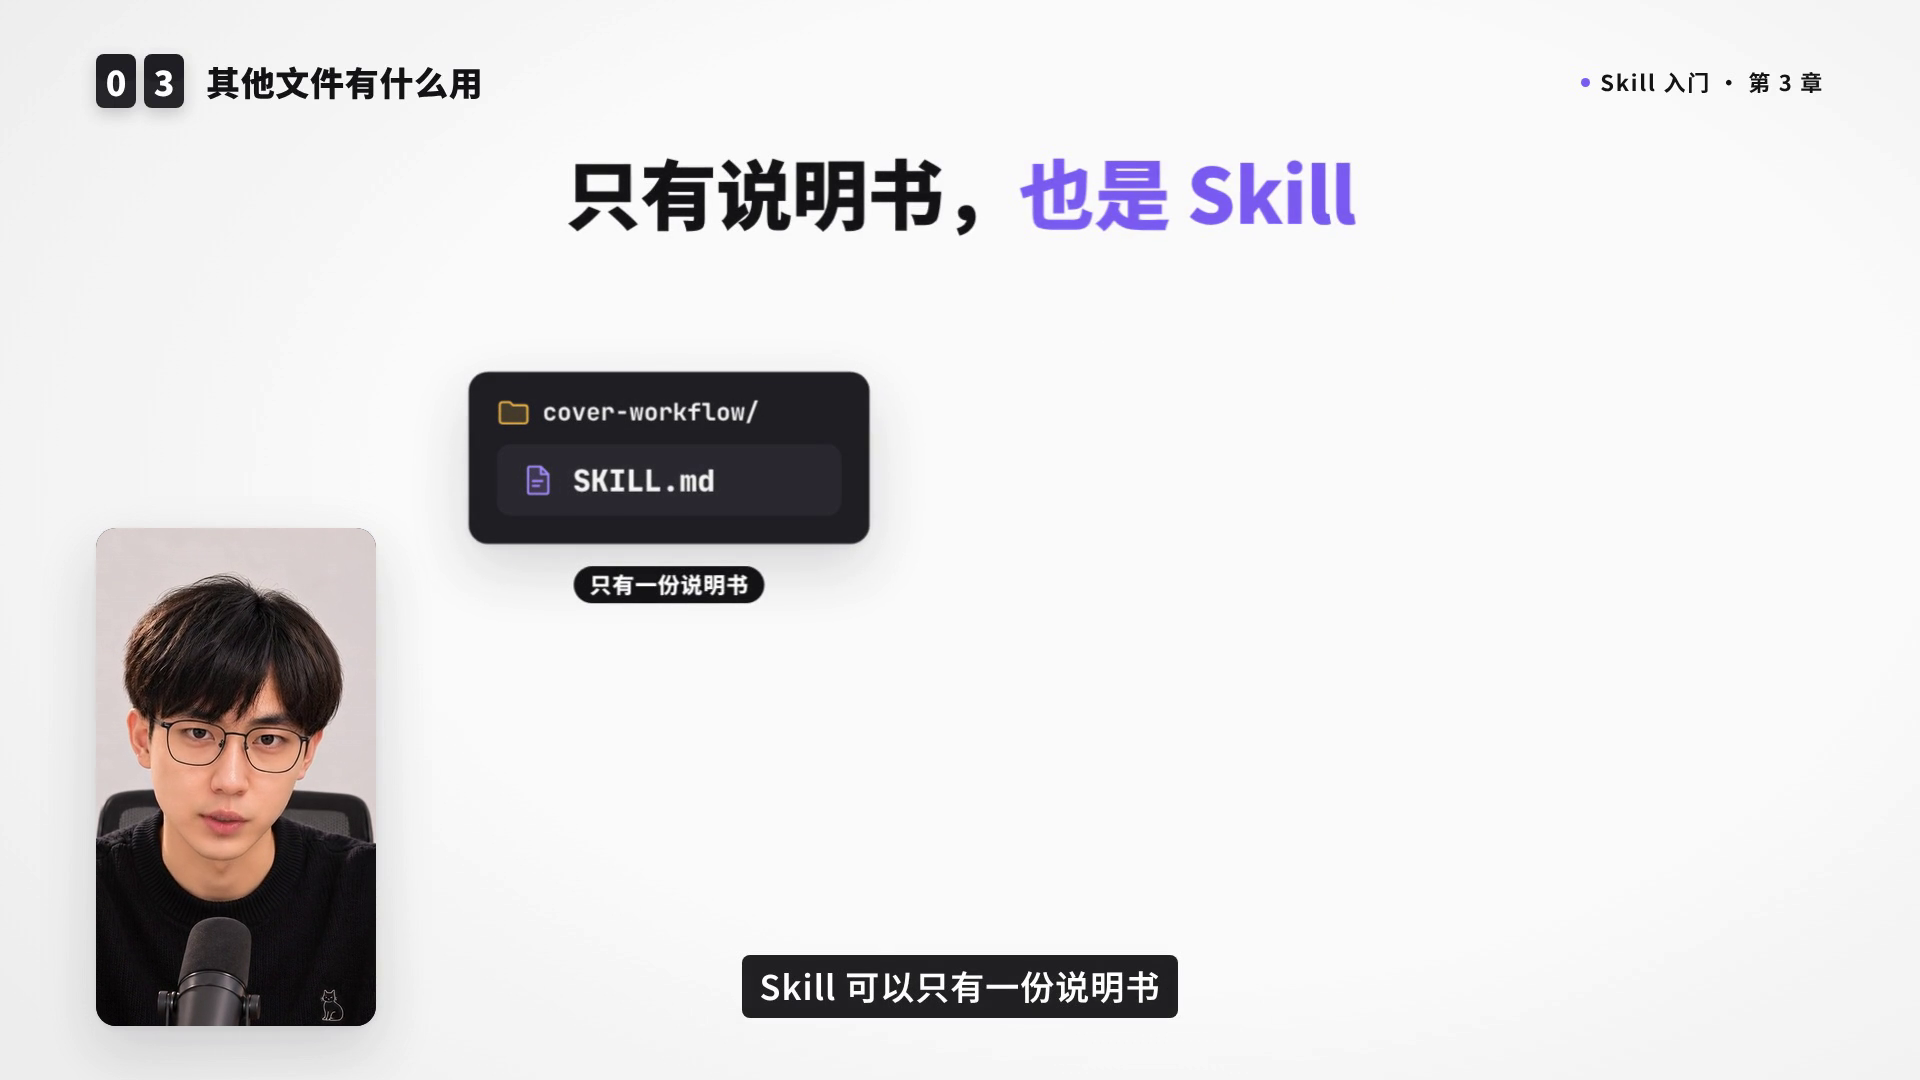 03 其他文件有什么用
Skill 入门 · 第 3 章
只有说明书，也是 Skill
cover-workflow/
SKILL.md
只有一份说明书
Skill 可以只有一份说明书